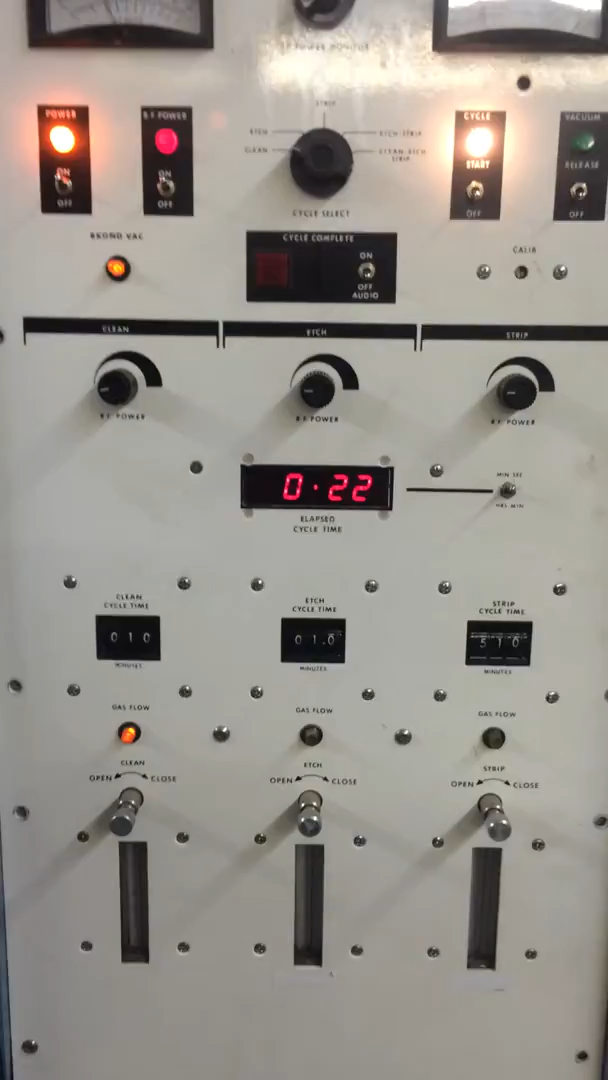 POWER MONITOR
POWER
R.F. POWER
STRIP
CYCLE
VACUUM
ETCH
ETCH-STRIP
CLEAN
CLEAN-ETCH
STRIP
START
RELEASE
ON
ON
OFF
OFF
OFF
OFF
CYCLE SELECT
CYCLE COMPLETE
ON
OFF
AUDIO
CALIB
CLEAN
ETCH
STRIP
R.F. POWER
R.F. POWER
R.F. POWER
0.22
MIN SEC
HRS MIN
ELAPSED
CYCLE TIME
CLEAN
CYCLE TIME
ETCH
CYCLE TIME
STRIP
CYCLE TIME
010
010
510
MINUTES
MINUTES
MINUTES
GAS FLOW
GAS FLOW
GAS FLOW
CLEAN
ETCH
STRIP
OPEN CLOSE
OPEN CLOSE
OPEN CLOSE